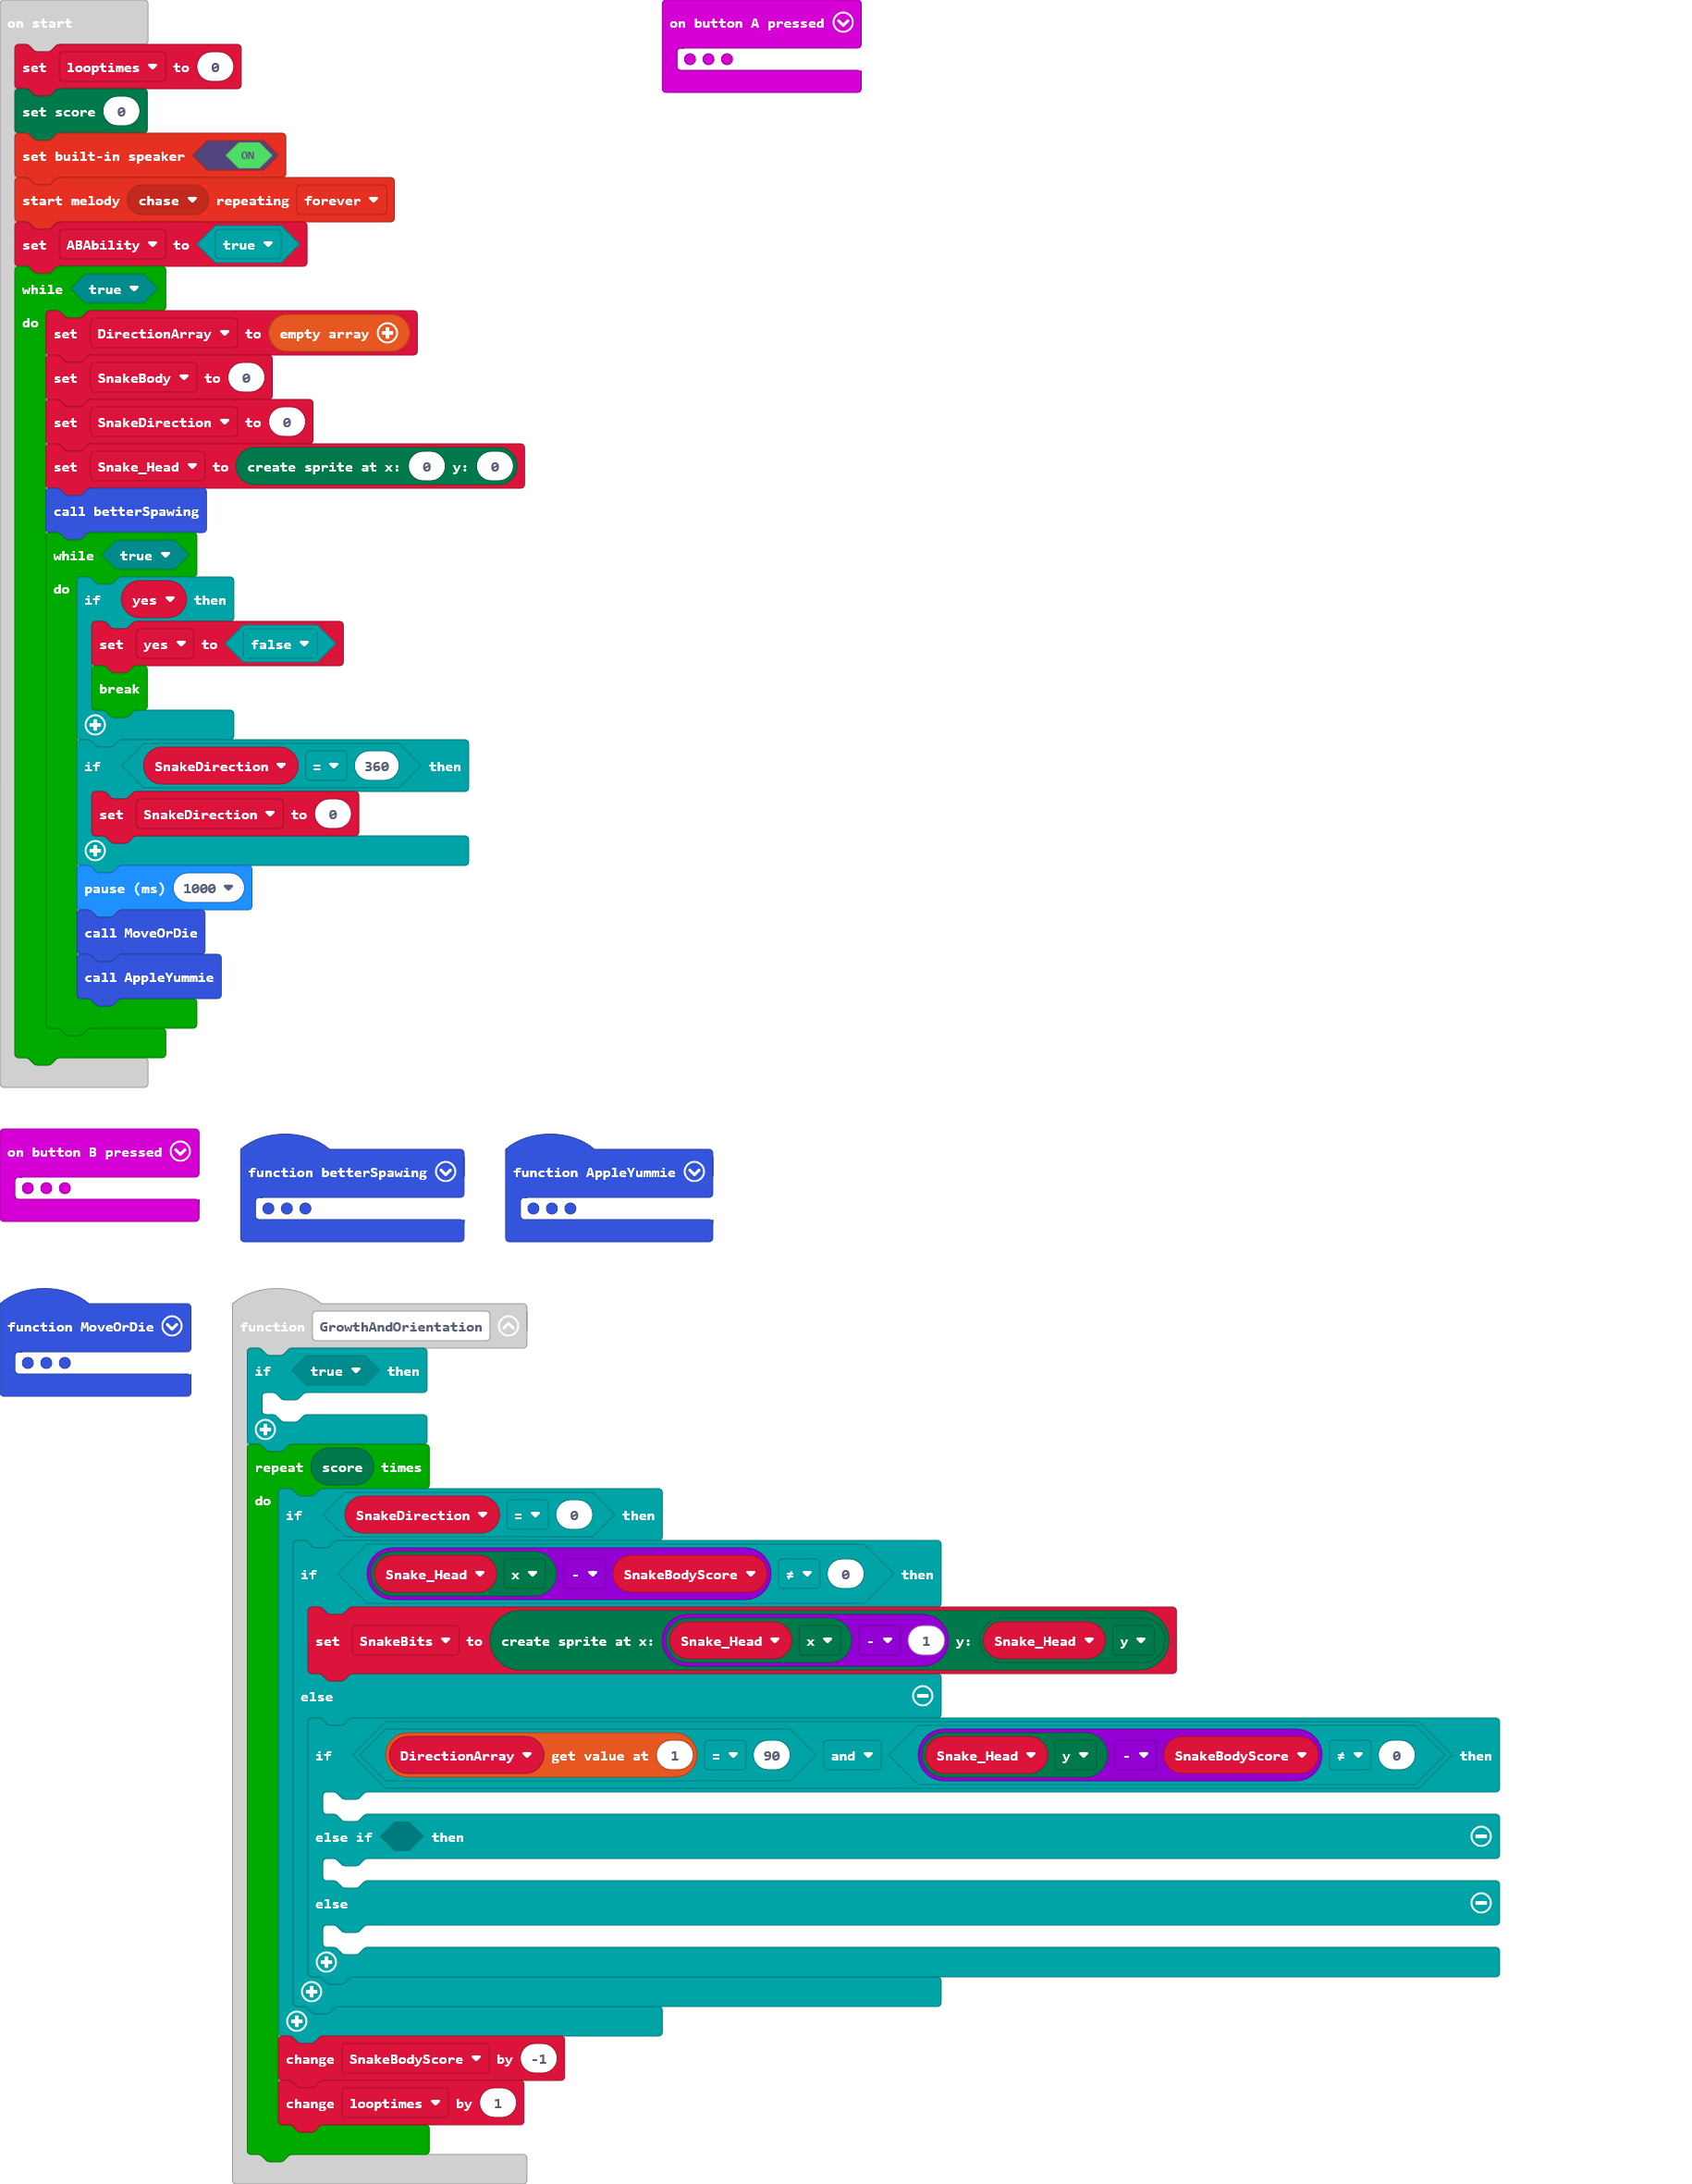 on start
set looptimes to 0
set score 0
set built-in speaker ON
start melody chase repeating forever
set ABAbility to true
while true
do
set DirectionArray to empty array
set SnakeBody to 0
set SnakeDirection to 0
set Snake_Head to create sprite at x: 0 y: 0
call betterSpawing
while true
do
if yes then
set yes to false
break
if SnakeDirection = 360 then
set SnakeDirection to 0
pause (ms) 1000
call MoveOrDie
call AppleYummie
on button A pressed
on button B pressed
function betterSpawing
function AppleYummie
function MoveOrDie
function GrowthAndOrientation
if true then
repeat score times
do
if SnakeDirection = 0 then
if Snake_Head x - SnakeBodyScore ≠ 0 then
set SnakeBits to create sprite at x: Snake_Head x - 1 y: Snake_Head y
else
if DirectionArray get value at 1 = 90 and Snake_Head y - SnakeBodyScore ≠ 0 then
else if then
else
change SnakeBodyScore by -1
change looptimes by 1